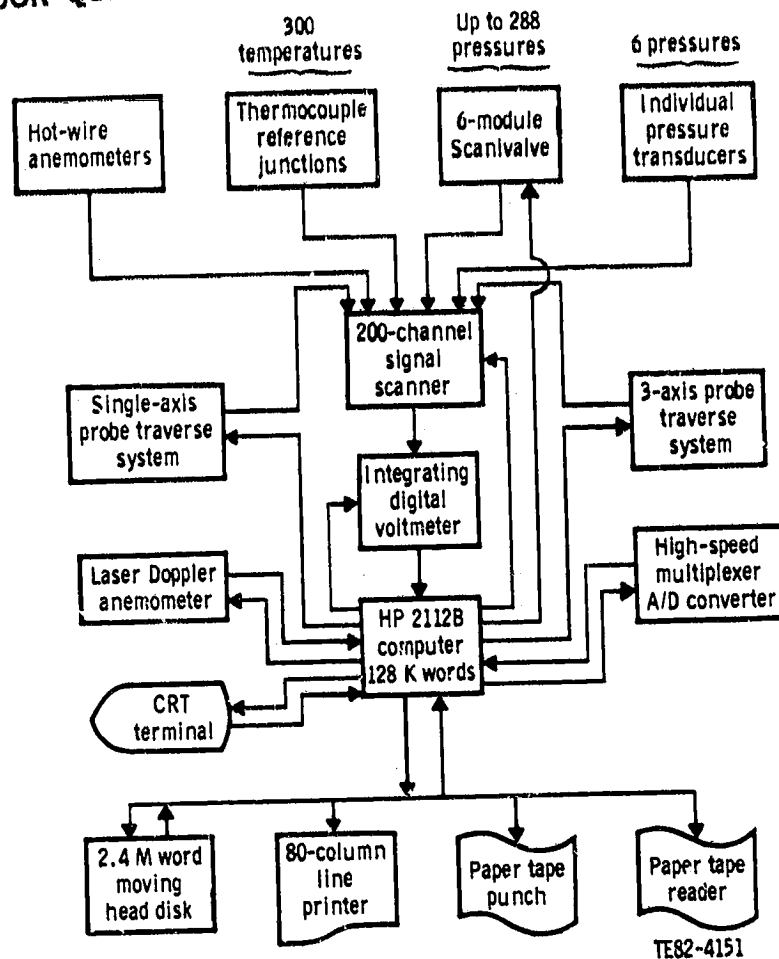 300
temperatures
Up to 288
pressures
6 pressures
Hot-wire
anemometers
Thermocouple
reference
junctions
6-module
Scanivalve
Individual
pressure
transducers
200-channel
signal
scanner
Single-axis
probe traverse
system
3-axis probe
traverse
system
Integrating
digital
voltmeter
Laser Doppler
anemometer
High-speed
multiplexer
A/D converter
HP 2112B
computer
128 K words
CRT
terminal
2.4 M word
moving
head disk
80-column
line
printer
Paper tape
punch
Paper tape
reader
TE82-4151